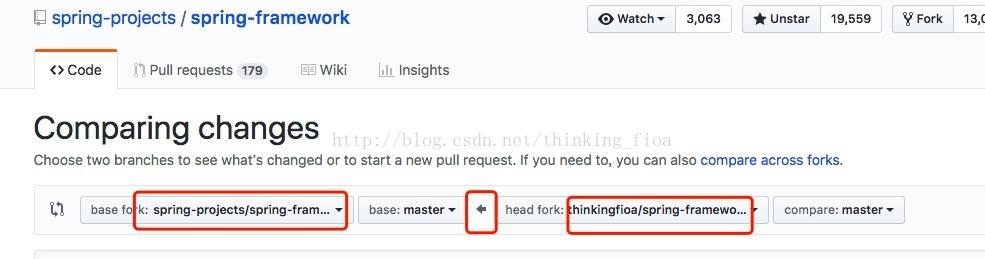 spring-projects / spring-framework
Watch 3,063
Unstar 19,559
Fork 13,0
Code
Pull requests 179
Wiki
Insights
Comparing changes
http://blog.csdn.net/thinking_fioa
Choose two branches to see what's changed or to start a new pull request. If you need to, you can also compare across forks.
base fork: spring-projects/spring-fram...
base: master
head fork: thinkingfioa/spring-framewo...
compare: master